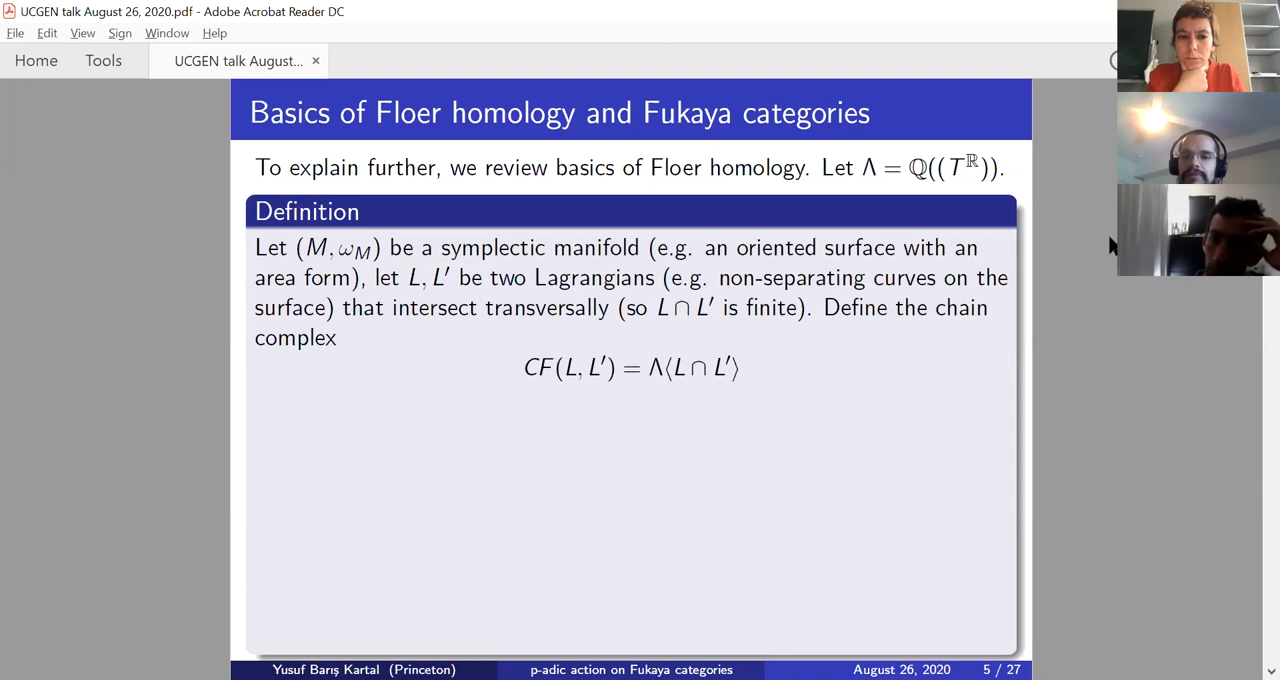 UCGEN talk August 26, 2020.pdf - Adobe Acrobat Reader DC
File Edit View Sign Window Help
Home Tools UCGEN talk August... ×
Basics of Floer homology and Fukaya categories
To explain further, we review basics of Floer homology. Let Λ = ℚ((T^ℝ)).
Definition
Let (M, ω_M) be a symplectic manifold (e.g. an oriented surface with an
area form), let L, L′ be two Lagrangians (e.g. non-separating curves on the
surface) that intersect transversally (so L ∩ L′ is finite). Define the chain
complex
CF(L, L′) = Λ⟨L ∩ L′⟩
Yusuf Barış Kartal (Princeton) p-adic action on Fukaya categories August 26, 2020 5 / 27